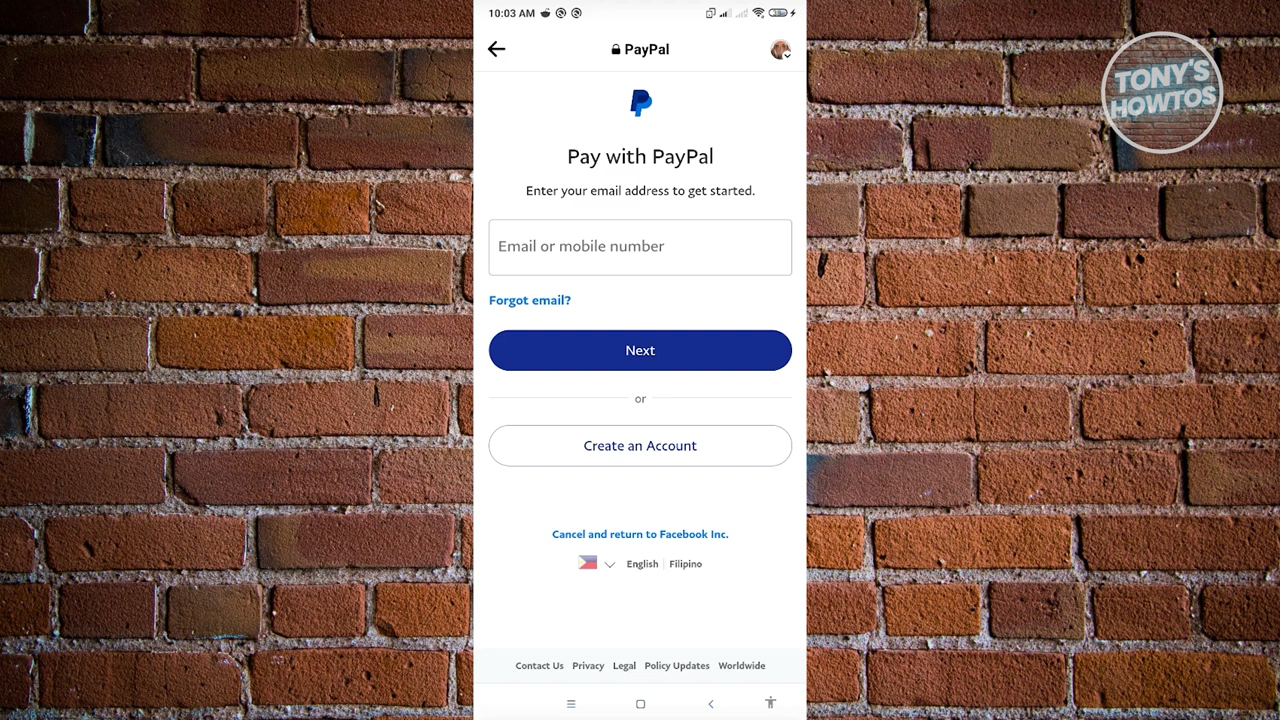 10:03 AM
PayPal
TONY'S
HOWTOS
Pay with PayPal
Enter your email address to get started.
Email or mobile number
Forgot email?
Next
or
Create an Account
Cancel and return to Facebook Inc.
English Filipino
Contact Us Privacy Legal Policy Updates Worldwide